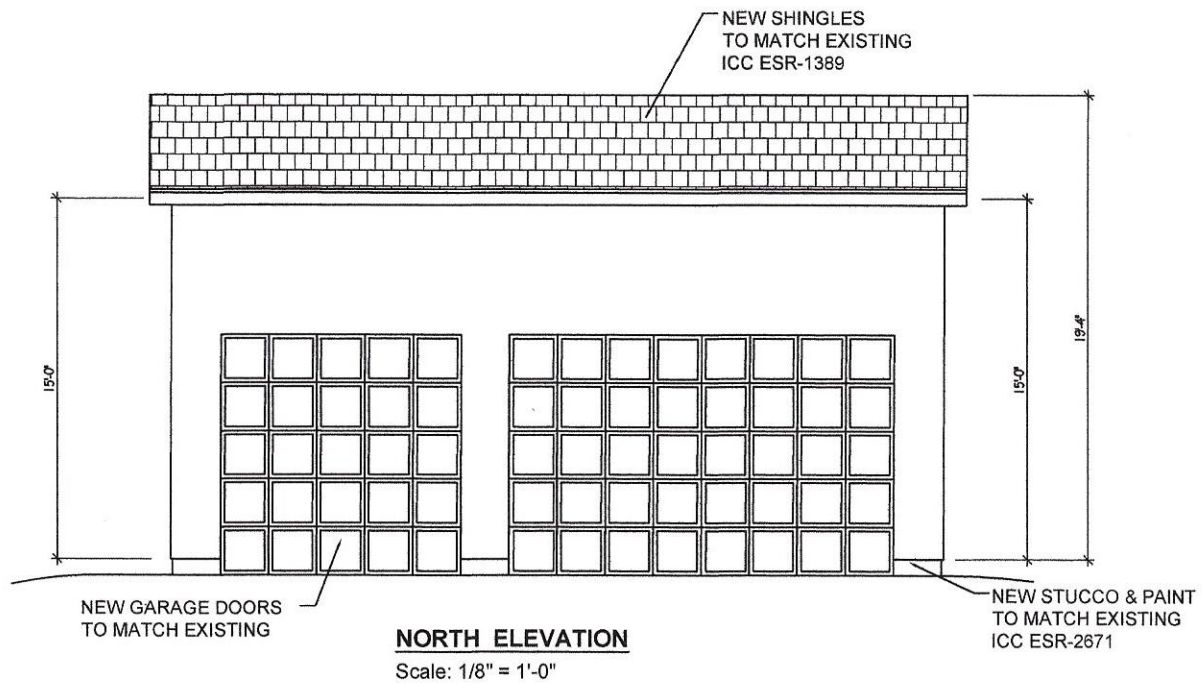 NEW SHINGLES
TO MATCH EXISTING
ICC ESR-1389
15'-0"
15'-0"
19'-4"
NEW GARAGE DOORS
TO MATCH EXISTING
NEW STUCCO & PAINT
TO MATCH EXISTING
ICC ESR-2671
NORTH ELEVATION
Scale: 1/8" = 1'-0"